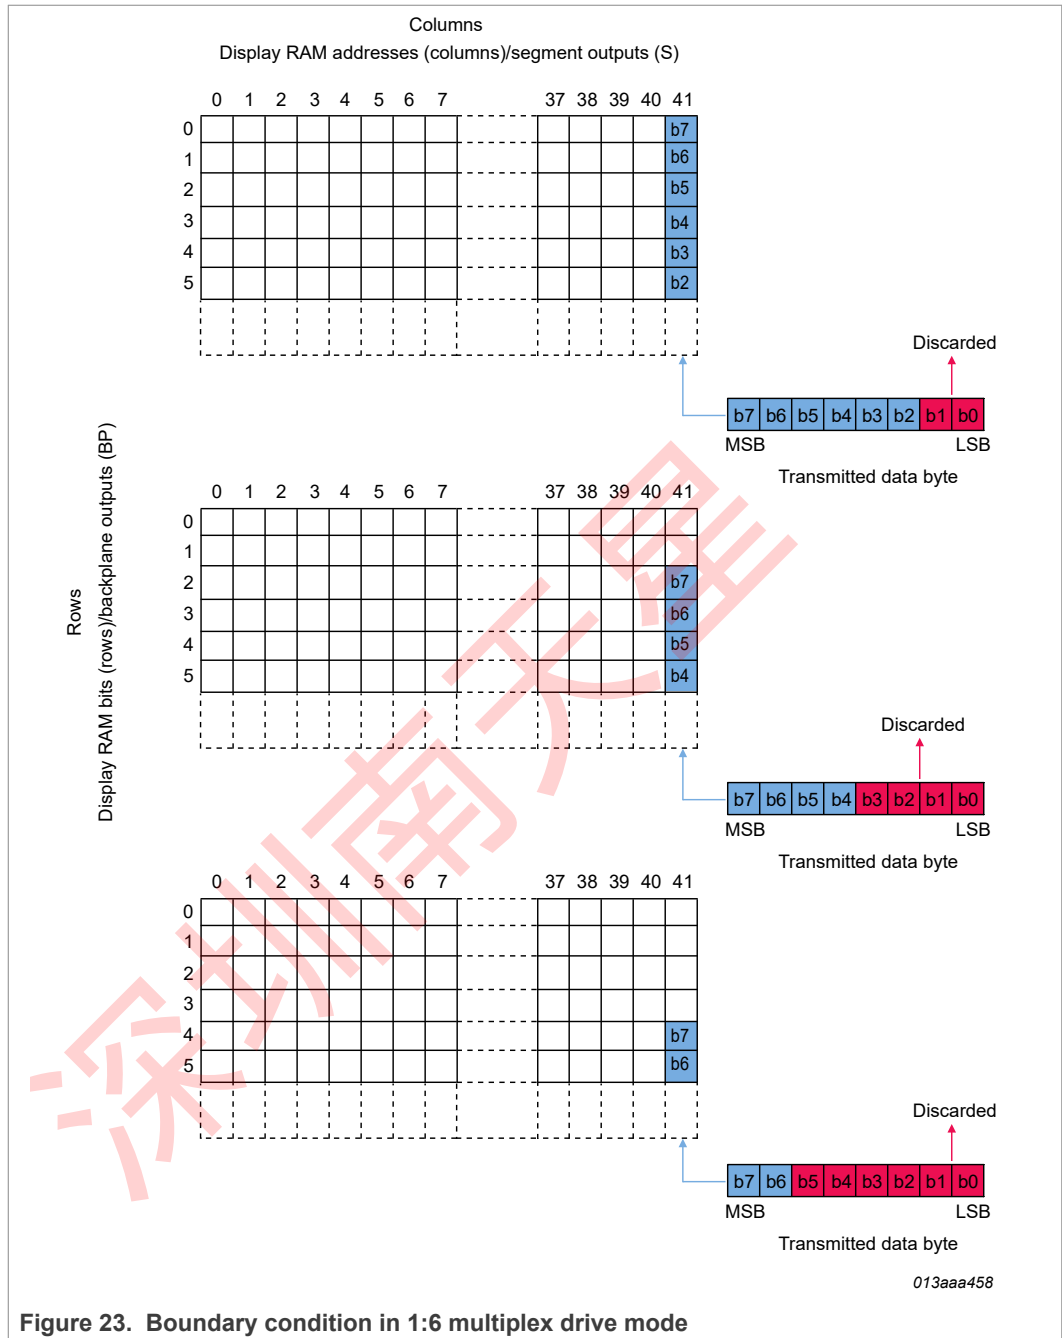 Columns
Display RAM addresses (columns)/segment outputs (S)
0 1 2 3 4 5 6 7 37 38 39 40 41
0 b7
1 b6
2 b5
3 b4
4 b3
5 b2
Discarded
b7 b6 b5 b4 b3 b2 b1 b0
MSB LSB
Transmitted data byte
Rows
Display RAM bits (rows)/backplane outputs (BP)
0 1 2 3 4 5 6 7 37 38 39 40 41
0
1
2 b7
3 b6
4 b5
5 b4
Discarded
b7 b6 b5 b4 b3 b2 b1 b0
MSB LSB
Transmitted data byte
0 1 2 3 4 5 6 7 37 38 39 40 41
0
1
2
3
4 b7
5 b6
Discarded
b7 b6 b5 b4 b3 b2 b1 b0
MSB LSB
Transmitted data byte
013aaa458
Figure 23. Boundary condition in 1:6 multiplex drive mode
深圳南天星